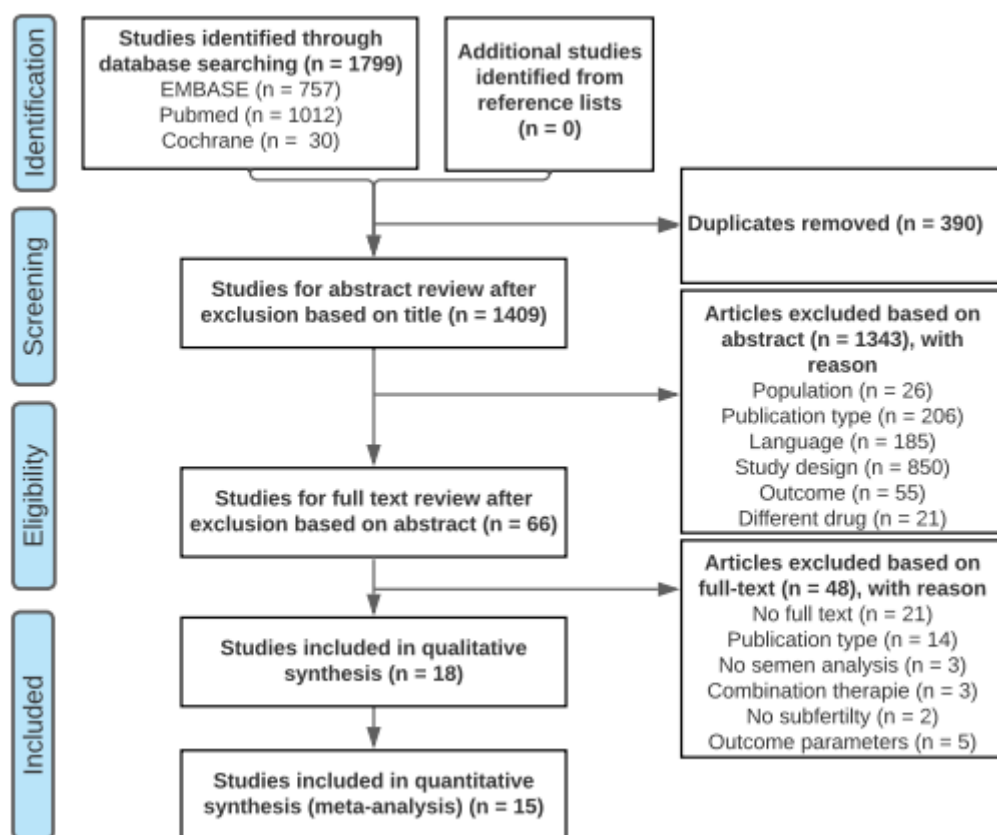 Identification
Studies identified through
database searching (n = 1799)
EMBASE (n = 757)
Pubmed (n = 1012)
Cochrane (n = 30)
Additional studies
identified from
reference lists
(n = 0)
Screening
Duplicates removed (n = 390)
Studies for abstract review after
exclusion based on title (n = 1409)
Articles excluded based on
abstract (n = 1343), with
reason
Population (n = 26)
Publication type (n = 206)
Language (n = 185)
Study design (n = 850)
Outcome (n = 55)
Different drug (n = 21)
Eligibility
Studies for full text review after
exclusion based on abstract (n = 66)
Articles excluded based on
full-text (n = 48), with reason
No full text (n = 21)
Publication type (n = 14)
No semen analysis (n = 3)
Combination therapie (n = 3)
No subfertilty (n = 2)
Outcome parameters (n = 5)
Included
Studies included in qualitative
synthesis (n = 18)
Studies included in quantitative
synthesis (meta-analysis) (n = 15)